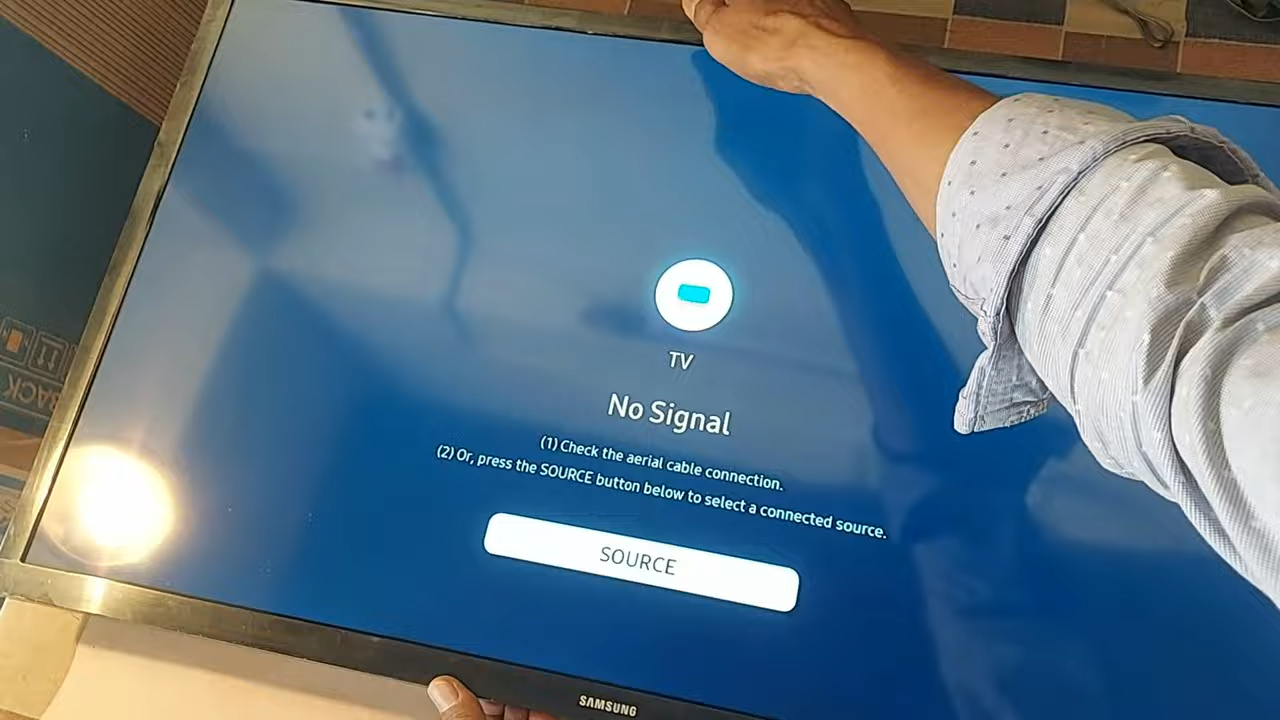 TV
No Signal
(1) Check the aerial cable connection.
(2) Or, press the SOURCE button below to select a connected source.
SOURCE
SAMSUNG
BACK